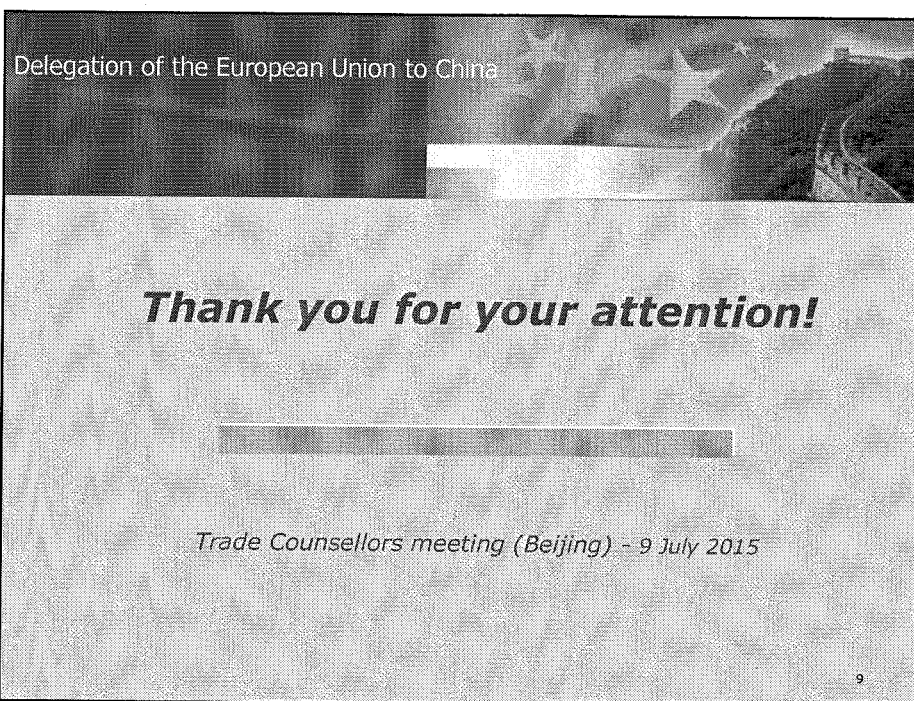 Delegation of the European Union to China
Thank you for your attention!
Trade Counsellors meeting (Beijing) - 9 July 2015
9